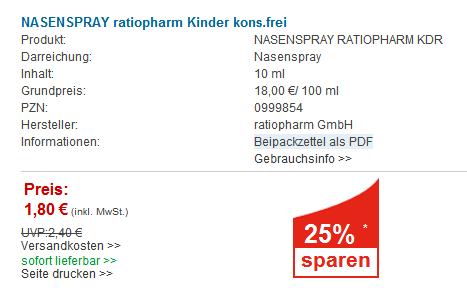 NASENSPRAY ratiopharm Kinder kons.frei
Produkt: NASENSPRAY RATIOPHARM KDR
Darreichung: Nasenspray
Inhalt: 10 ml
Grundpreis: 18,00 €/ 100 ml
PZN: 0999854
Hersteller: ratiopharm GmbH
Informationen: Beipackzettel als PDF
Gebrauchsinfo >>
Preis:
1,80 € (inkl. MwSt.)
UVP:2,40 €
Versandkosten >>
sofort lieferbar >>
Seite drucken >>
25% *
sparen